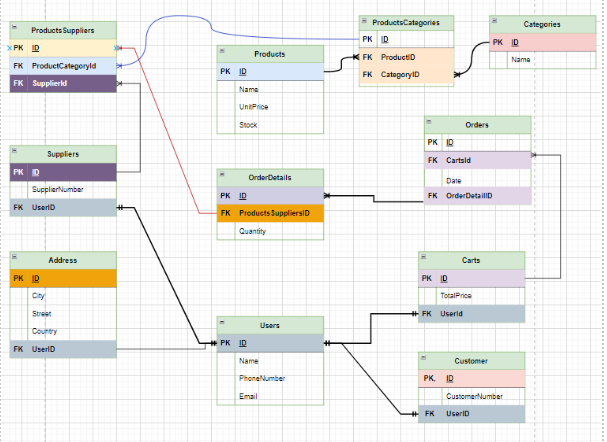 ProductsSuppliers
PK ID
FK ProductCategoryId
FK SupplierId
Products
PK ID
Name
UnitPrice
Stock
ProductsCategories
PK ID
FK ProductID
FK CategoryID
Categories
PK ID
Name
Suppliers
PK ID
SupplierNumber
FK UserID
OrderDetails
PK ID
FK ProductsSuppliersID
Quantity
Orders
PK ID
FK CartsId
Date
FK OrderDetailID
Address
PK ID
City
Street
Country
FK UserID
Users
PK ID
Name
PhoneNumber
Email
Carts
PK ID
TotalPrice
FK UserId
Customer
PK. ID
CustomerNumber
FK UserID